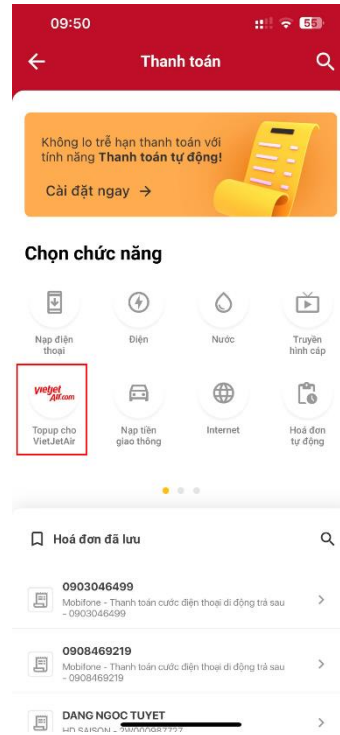 09:50
55
Thanh toán
Không lo trễ hạn thanh toán với
tính năng Thanh toán tự động!
Cài đặt ngay →
Chọn chức năng
Nạp điện
thoại
Điện
Nước
Truyền
hình cáp
vietjet
Air.com
Topup cho
VietJetAir
Nạp tiền
giao thông
Internet
Hoá đơn
tự động
Hoá đơn đã lưu
0903046499
Mobifone - Thanh toán cước điện thoại di động trả sau
- 0903046499
0908469219
Mobifone - Thanh toán cước điện thoại di động trả sau
- 0908469219
DANG NGOC TUYET
HD SAISON - 2W000987727